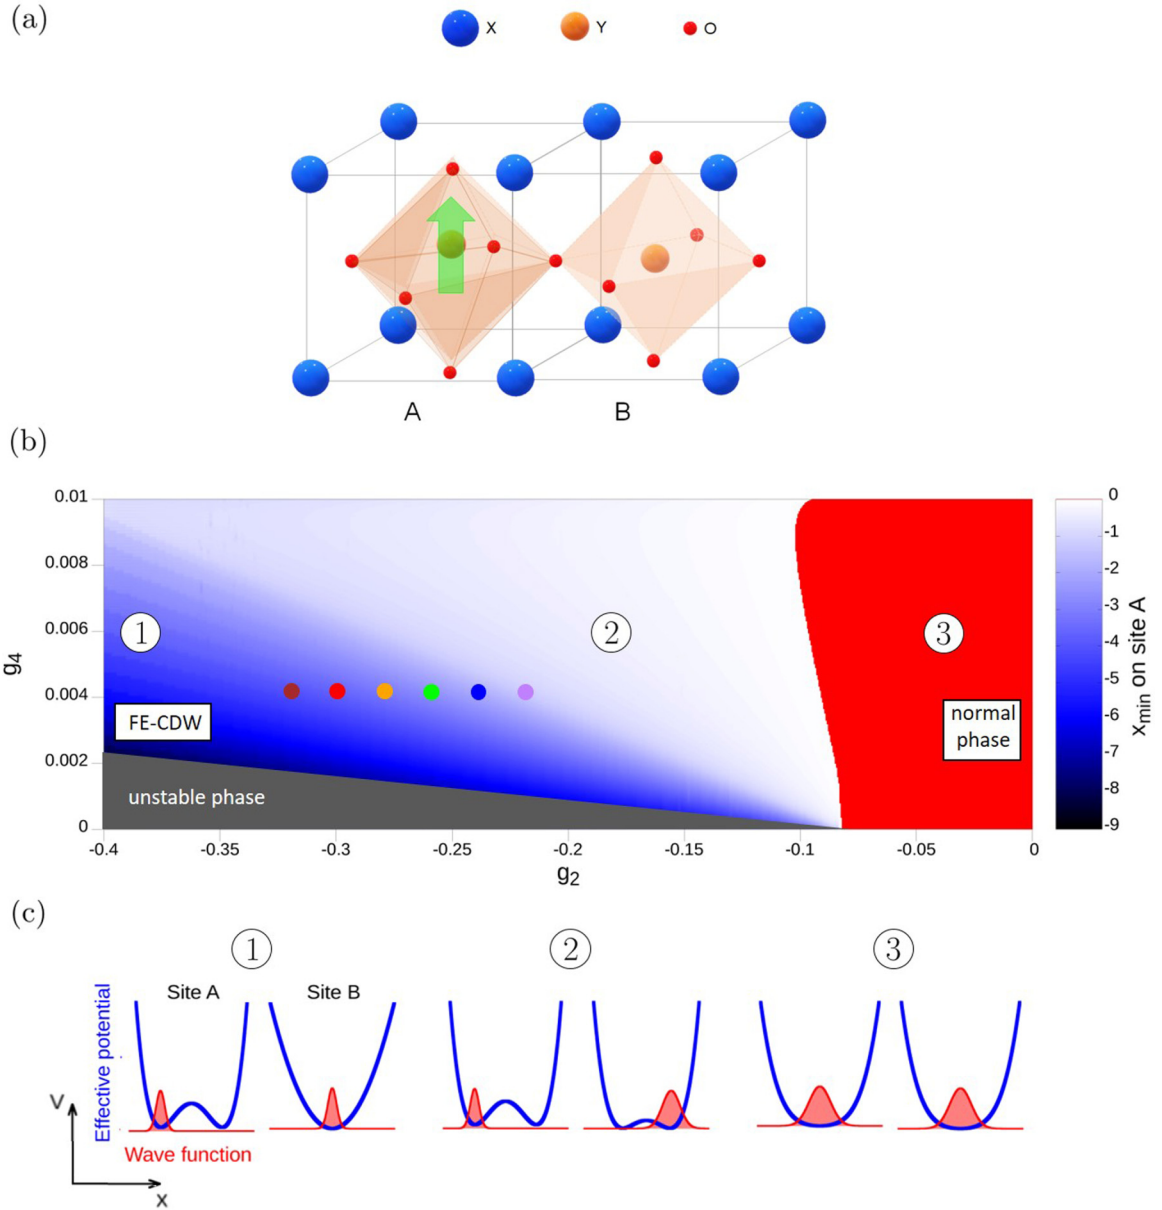 (a)
X Y O
A B
(b)
0.01
0.008
0.006
0.004
0.002
0
g4
-0.4 -0.35 -0.3 -0.25 -0.2 -0.15 -0.1 -0.05 0
g2
1 2 3
FE-CDW
unstable phase
normal
phase
0
-1
-2
-3
-4
-5
-6
-7
-8
-9
xmin on site A
(c)
1 2 3
Site A Site B
Effective potential
V
Wave function
x